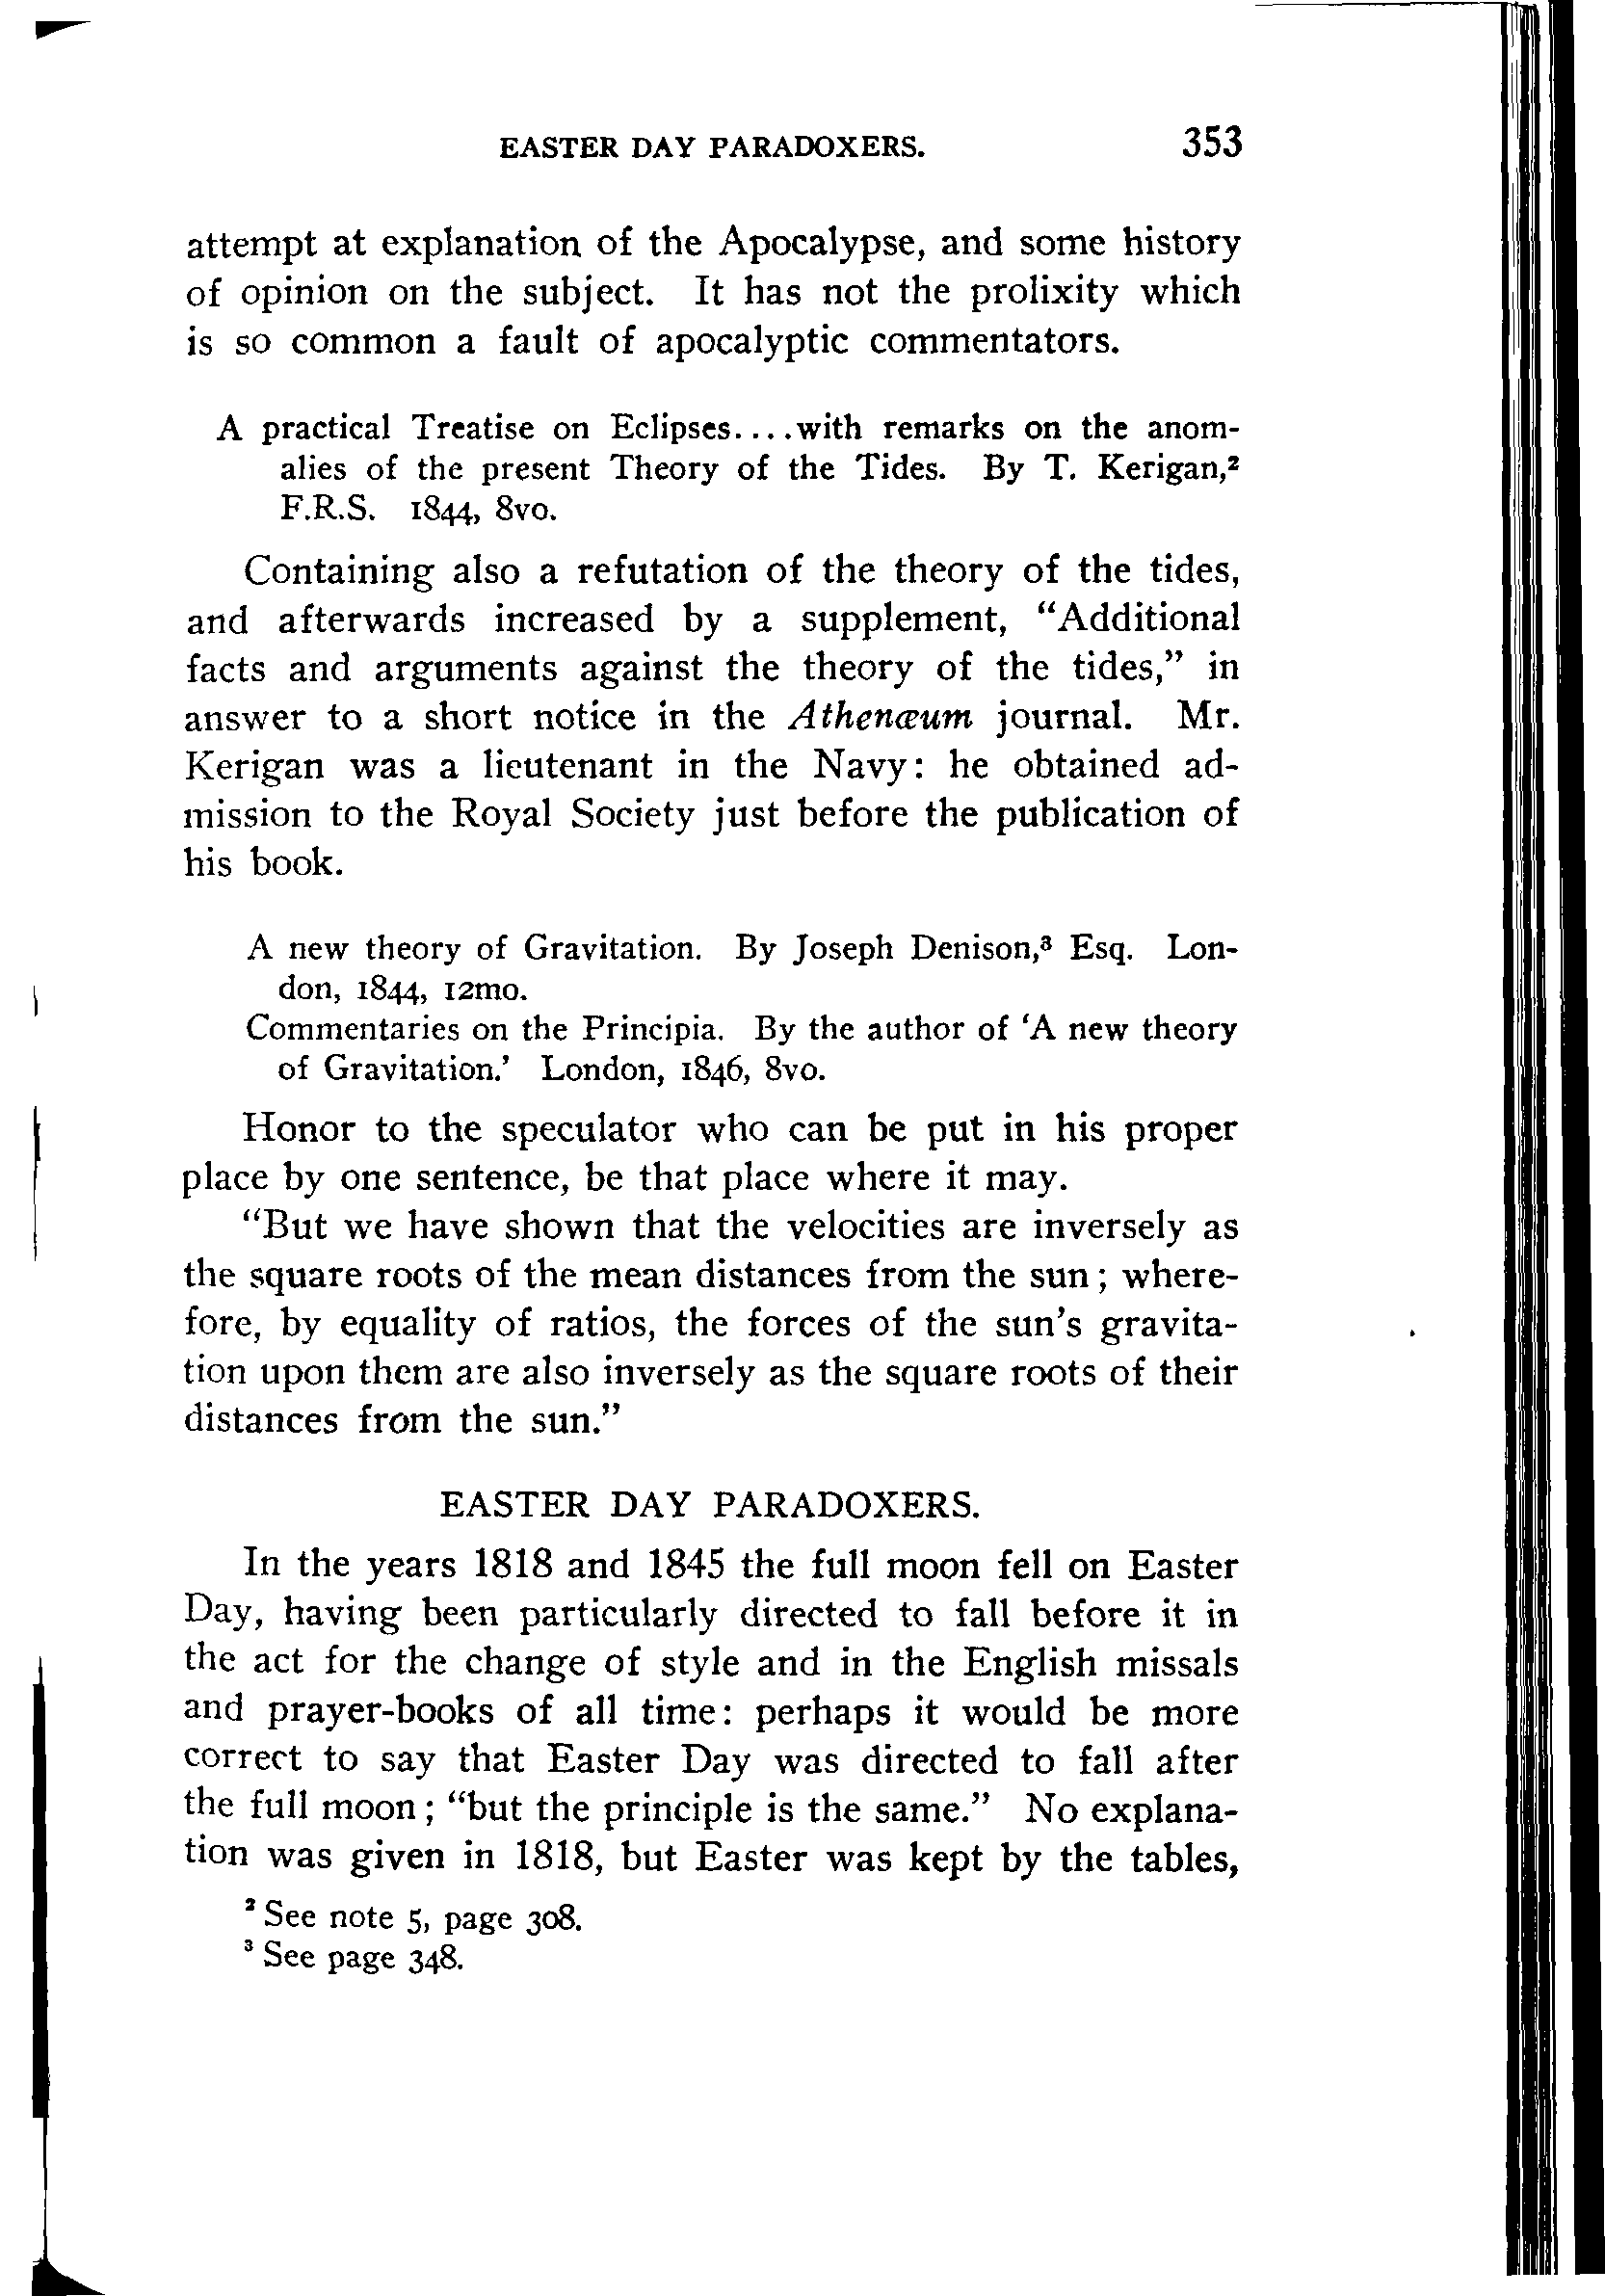 EASTER DAY PARADOXERS. 353
attempt at explanation of the Apocalypse, and some history
of opinion on the subject. It has not the prolixity which
is so common a fault of apocalyptic commentators.
A practical Treatise on Eclipses....with remarks on the anom-
alies of the present Theory of the Tides. By T. Kerigan,²
F.R.S. 1844, 8vo.
Containing also a refutation of the theory of the tides,
and afterwards increased by a supplement, “Additional
facts and arguments against the theory of the tides,” in
answer to a short notice in the Athenæum journal. Mr.
Kerigan was a lieutenant in the Navy: he obtained ad-
mission to the Royal Society just before the publication of
his book.
A new theory of Gravitation. By Joseph Denison,³ Esq. Lon-
don, 1844, 12mo.
Commentaries on the Principia. By the author of ‘A new theory
of Gravitation.’ London, 1846, 8vo.
Honor to the speculator who can be put in his proper
place by one sentence, be that place where it may.
“But we have shown that the velocities are inversely as
the square roots of the mean distances from the sun; where-
fore, by equality of ratios, the forces of the sun’s gravita-
tion upon them are also inversely as the square roots of their
distances from the sun.”
EASTER DAY PARADOXERS.
In the years 1818 and 1845 the full moon fell on Easter
Day, having been particularly directed to fall before it in
the act for the change of style and in the English missals
and prayer-books of all time: perhaps it would be more
correct to say that Easter Day was directed to fall after
the full moon; “but the principle is the same.” No explana-
tion was given in 1818, but Easter was kept by the tables,
² See note 5, page 308.
³ See page 348.